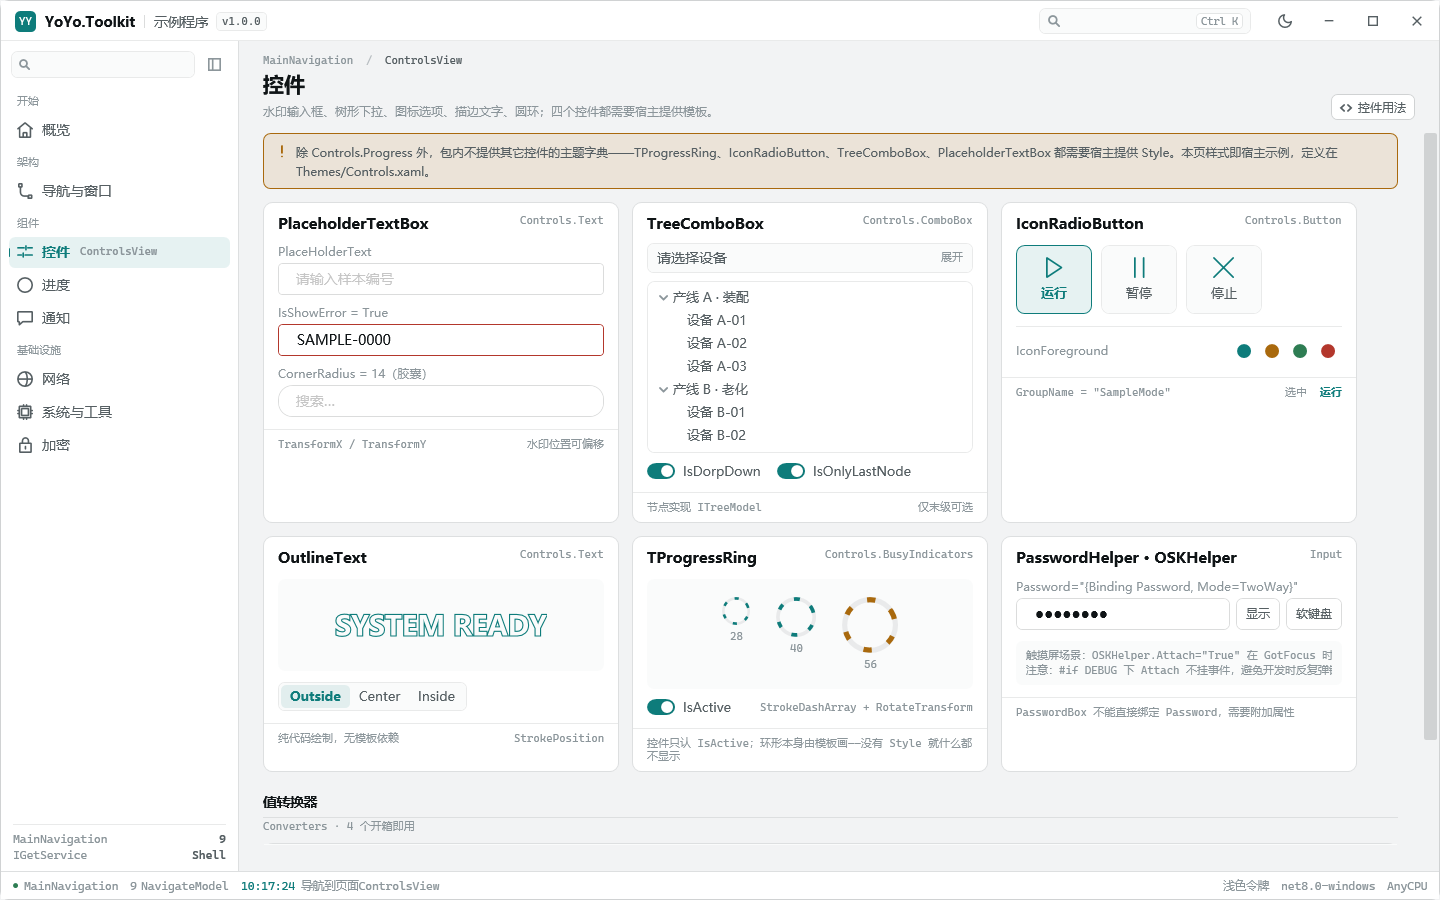 YY YoYo.Toolkit 示例程序 v1.0.0 Ctrl K
开始
概览
架构
导航与窗口
组件
控件 ControlsView
进度
通知
基础设施
网络
系统与工具
加密
MainNavigation 9
IGetService Shell
MainNavigation / ControlsView
控件
水印输入框、树形下拉、图标选项、描边文字、圆环；四个控件都需要宿主提供模板。
控件用法
! 除 Controls.Progress 外，包内不提供其它控件的主题字典——TProgressRing、IconRadioButton、TreeComboBox、PlaceholderTextBox 都需要宿主提供 Style。本页样式即宿主示例，定义在
Themes/Controls.xaml。
PlaceholderTextBox Controls.Text
PlaceHolderText
请输入样本编号
IsShowError = True
SAMPLE-0000
CornerRadius = 14（胶囊）
搜索...
TransformX / TransformY 水印位置可偏移
TreeComboBox Controls.ComboBox
请选择设备 展开
产线 A · 装配
设备 A-01
设备 A-02
设备 A-03
产线 B · 老化
设备 B-01
设备 B-02
IsDorpDown IsOnlyLastNode
节点实现 ITreeModel 仅末级可选
IconRadioButton Controls.Button
运行 暂停 停止
IconForeground
GroupName = "SampleMode" 选中 运行
OutlineText Controls.Text
SYSTEM READY
Outside Center Inside
纯代码绘制，无模板依赖 StrokePosition
TProgressRing Controls.BusyIndicators
28 40 56
IsActive StrokeDashArray + RotateTransform
控件只认 IsActive；环形本身由模板画——没有 Style 就什么都
不显示
PasswordHelper • OSKHelper Input
Password="{Binding Password, Mode=TwoWay}"
●●●●●●●● 显示 软键盘
触摸屏场景：OSKHelper.Attach="True" 在 GotFocus 时
注意：#if DEBUG 下 Attach 不挂事件，避免开发时反复弹
PasswordBox 不能直接绑定 Password，需要附加属性
值转换器
Converters · 4 个开箱即用
MainNavigation 9 NavigateModel 10:17:24 导航到页面ControlsView 浅色令牌 net8.0-windows AnyCPU